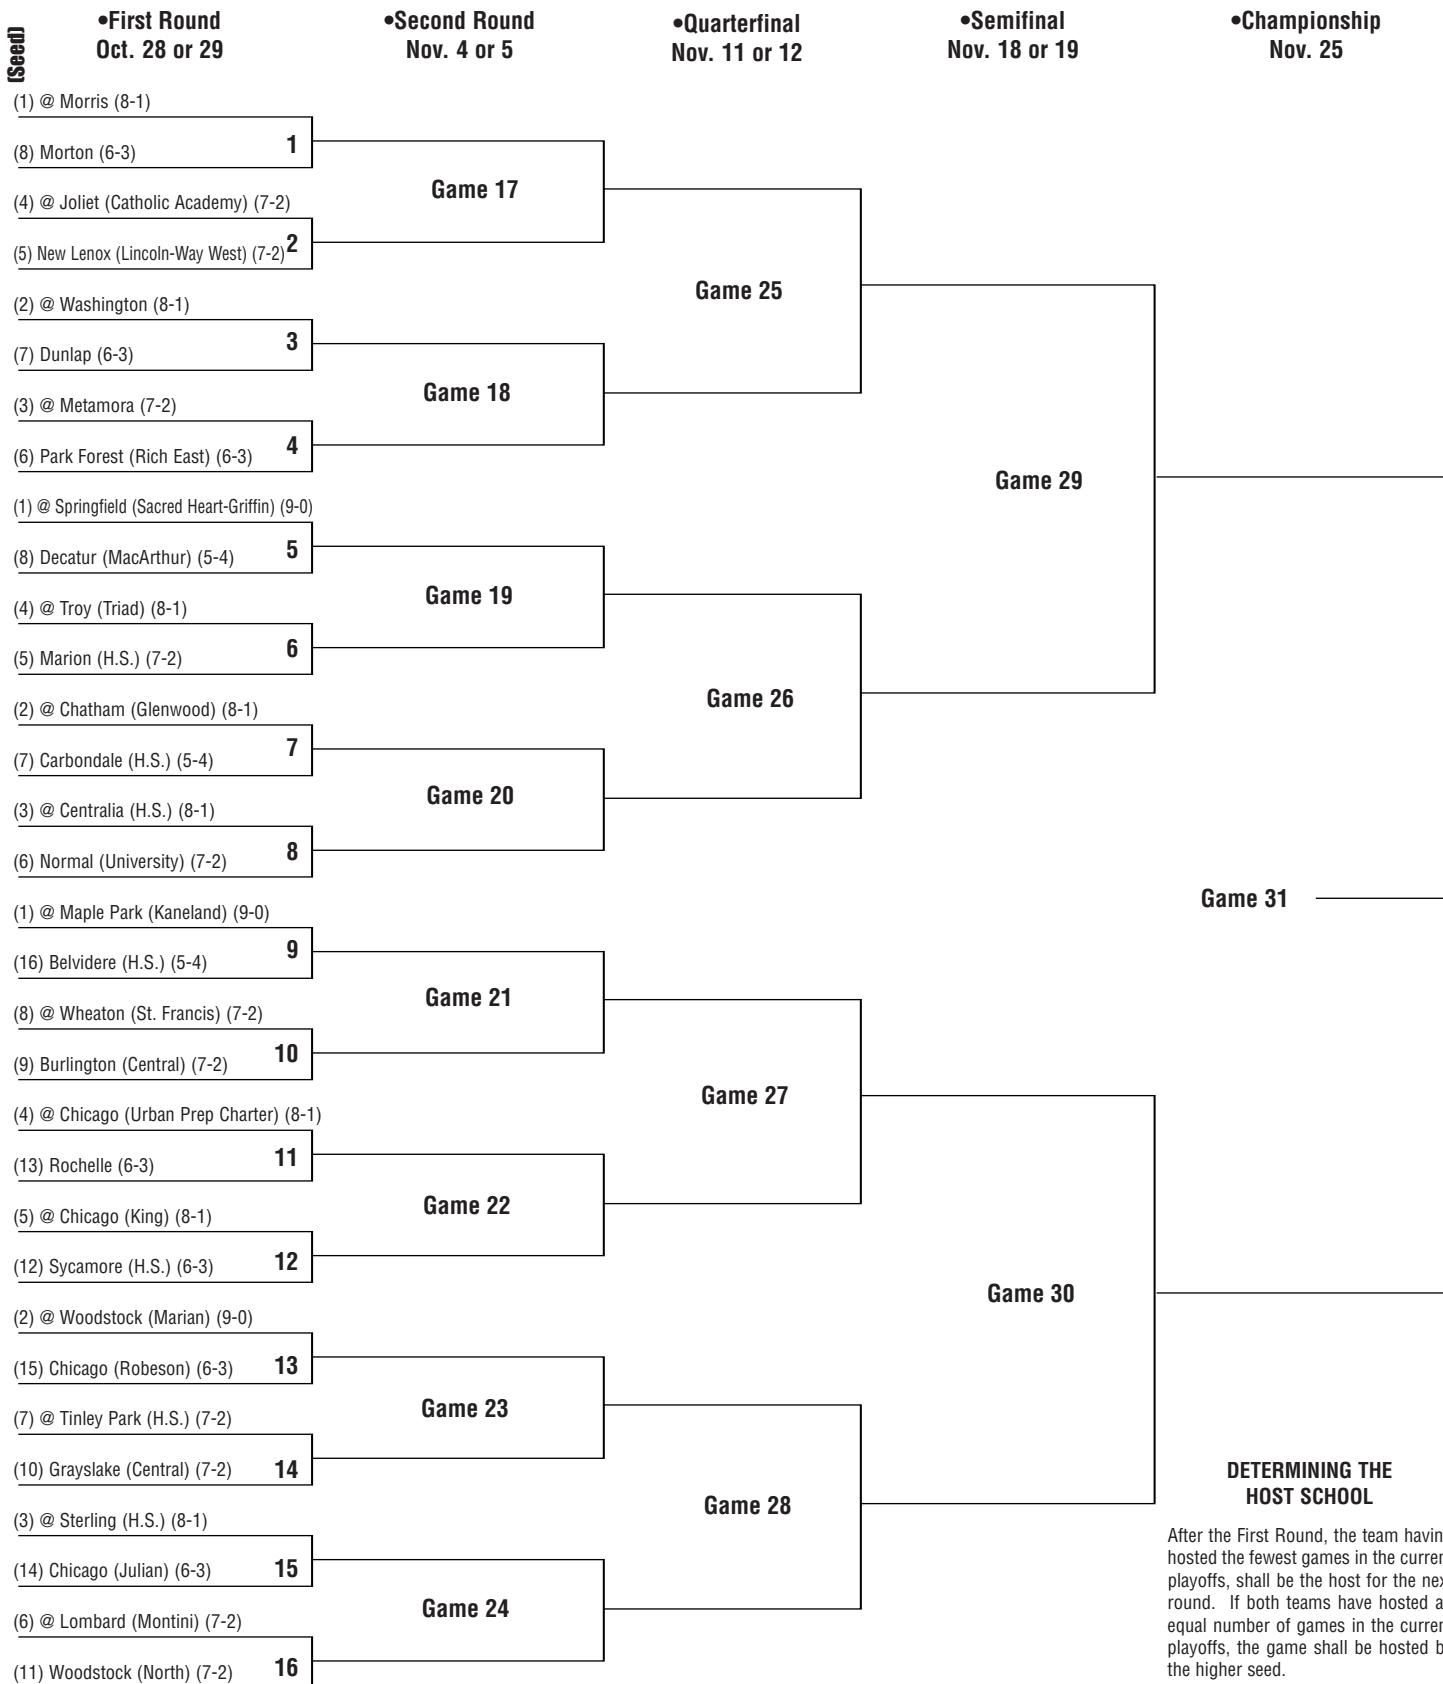 (Seed)
•First Round
Oct. 28 or 29
•Second Round
Nov. 4 or 5
•Quarterfinal
Nov. 11 or 12
•Semifinal
Nov. 18 or 19
•Championship
Nov. 25
(1) @ Morris (8-1)
1
(8) Morton (6-3)
Game 17
(4) @ Joliet (Catholic Academy) (7-2)
2
(5) New Lenox (Lincoln-Way West) (7-2)
Game 25
(2) @ Washington (8-1)
3
(7) Dunlap (6-3)
Game 18
(3) @ Metamora (7-2)
4
(6) Park Forest (Rich East) (6-3)
Game 29
(1) @ Springfield (Sacred Heart-Griffin) (9-0)
5
(8) Decatur (MacArthur) (5-4)
Game 19
(4) @ Troy (Triad) (8-1)
6
(5) Marion (H.S.) (7-2)
Game 26
(2) @ Chatham (Glenwood) (8-1)
7
(7) Carbondale (H.S.) (5-4)
Game 20
(3) @ Centralia (H.S.) (8-1)
8
(6) Normal (University) (7-2)
Game 31
(1) @ Maple Park (Kaneland) (9-0)
9
(16) Belvidere (H.S.) (5-4)
Game 21
(8) @ Wheaton (St. Francis) (7-2)
10
(9) Burlington (Central) (7-2)
Game 27
(4) @ Chicago (Urban Prep Charter) (8-1)
11
(13) Rochelle (6-3)
Game 22
(5) @ Chicago (King) (8-1)
12
(12) Sycamore (H.S.) (6-3)
Game 30
(2) @ Woodstock (Marian) (9-0)
13
(15) Chicago (Robeson) (6-3)
Game 23
(7) @ Tinley Park (H.S.) (7-2)
14
(10) Grayslake (Central) (7-2)
Game 28
(3) @ Sterling (H.S.) (8-1)
15
(14) Chicago (Julian) (6-3)
Game 24
(6) @ Lombard (Montini) (7-2)
16
(11) Woodstock (North) (7-2)
DETERMINING THE
HOST SCHOOL
After the First Round, the team havin
hosted the fewest games in the curren
playoffs, shall be the host for the nex
round. If both teams have hosted a
equal number of games in the curren
playoffs, the game shall be hosted b
the higher seed.